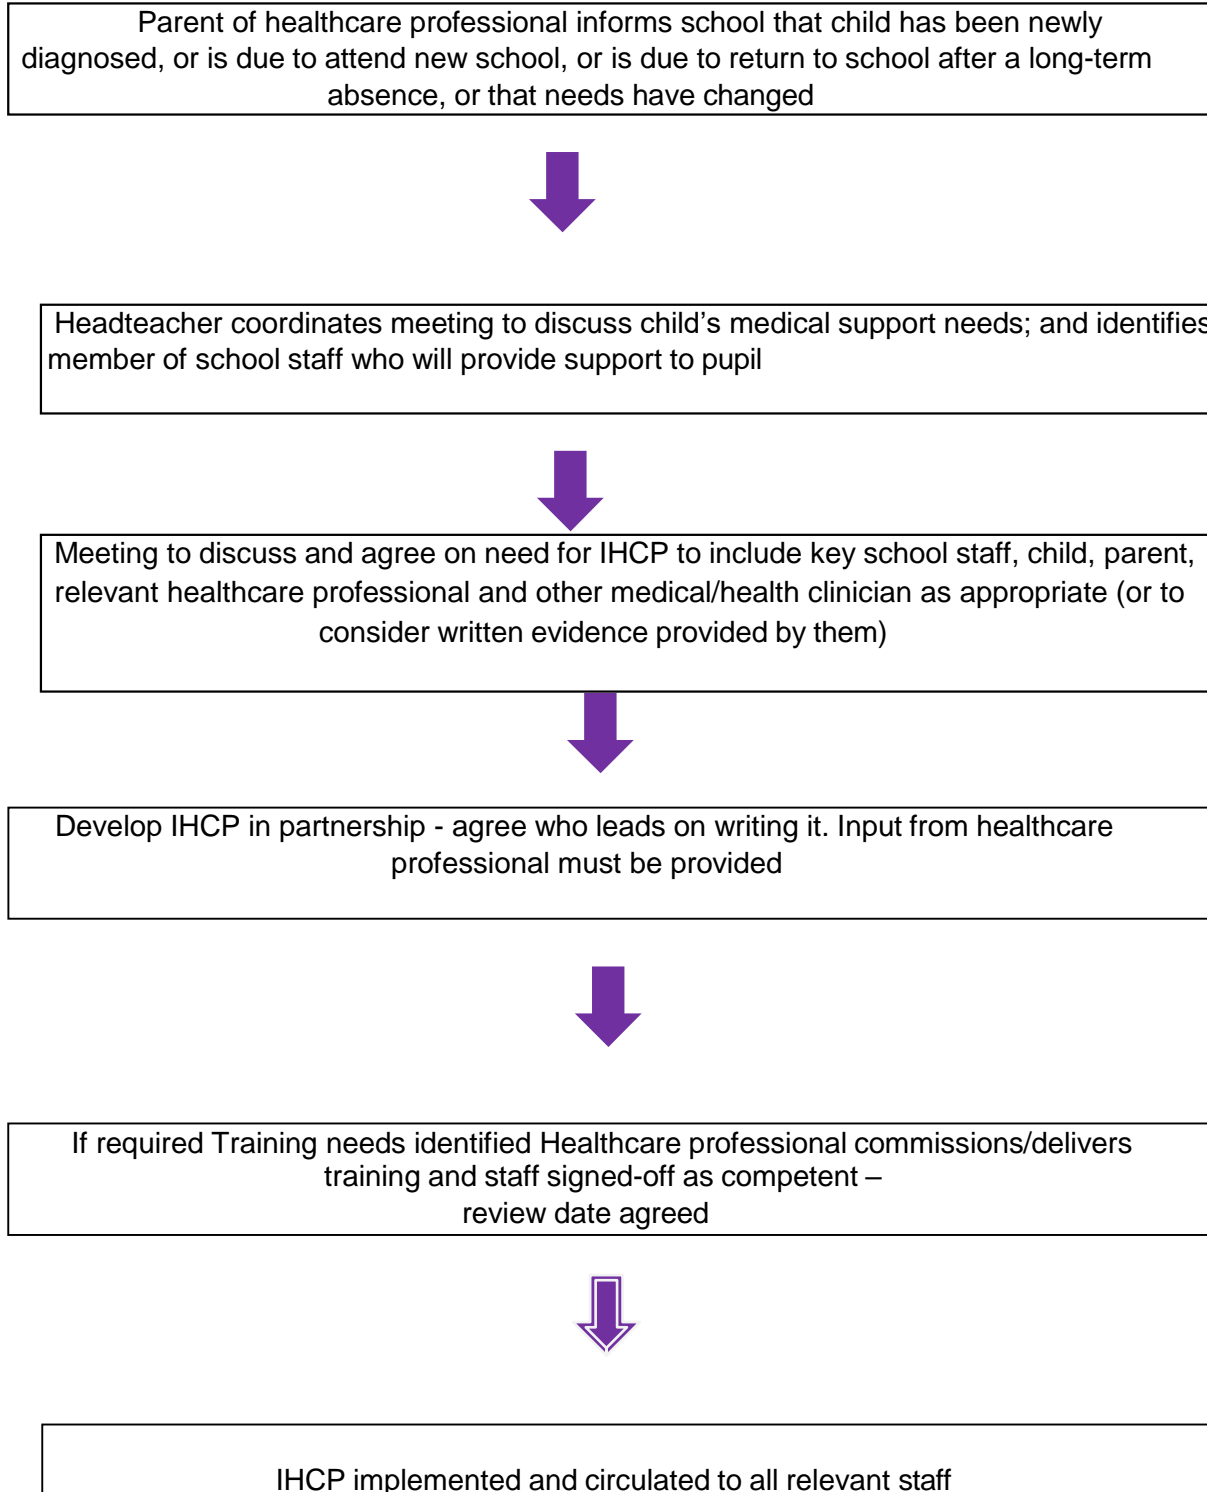 Parent of healthcare professional informs school that child has been newly
diagnosed, or is due to attend new school, or is due to return to school after a long-term
absence, or that needs have changed
Headteacher coordinates meeting to discuss child’s medical support needs; and identifies
member of school staff who will provide support to pupil
Meeting to discuss and agree on need for IHCP to include key school staff, child, parent,
relevant healthcare professional and other medical/health clinician as appropriate (or to
consider written evidence provided by them)
Develop IHCP in partnership - agree who leads on writing it. Input from healthcare
professional must be provided
If required Training needs identified Healthcare professional commissions/delivers
training and staff signed-off as competent –
review date agreed
IHCP implemented and circulated to all relevant staff